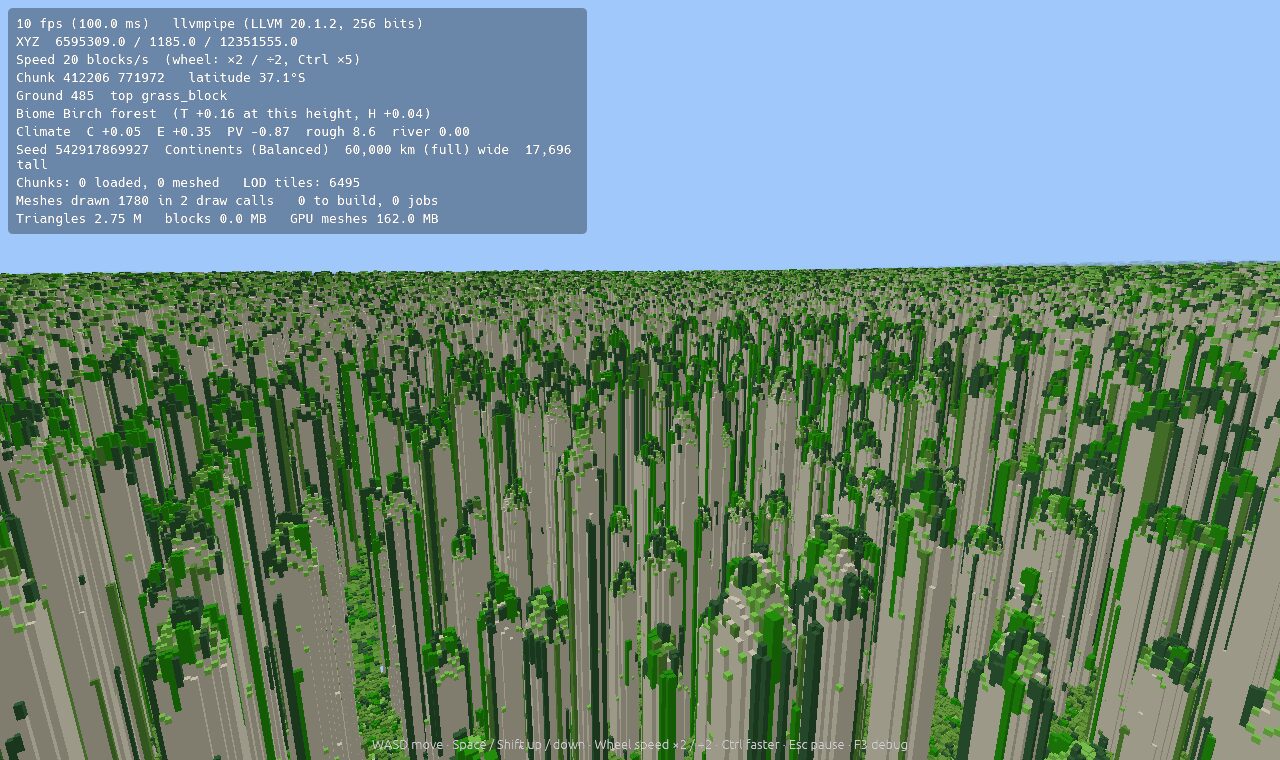 10 fps (100.0 ms)   llvmpipe (LLVM 20.1.2, 256 bits)
XYZ  6595309.0 / 1185.0 / 12351555.0
Speed 20 blocks/s  (wheel: ×2 / ÷2, Ctrl ×5)
Chunk 412206 771972   latitude 37.1°S
Ground 485  top grass_block
Biome Birch forest  (T +0.16 at this height, H +0.04)
Climate  C +0.05  E +0.35  PV −0.87  rough 8.6  river 0.00
Seed 542917869927  Continents (Balanced)  60,000 km (full) wide  17,696
tall
Chunks: 0 loaded, 0 meshed   LOD tiles: 6495
Meshes drawn 1780 in 2 draw calls   0 to build, 0 jobs
Triangles 2.75 M   blocks 0.0 MB   GPU meshes 162.0 MB
WASD move · Space / Shift up / down · Wheel speed ×2 / ÷2 · Ctrl faster · Esc pause · F3 debug